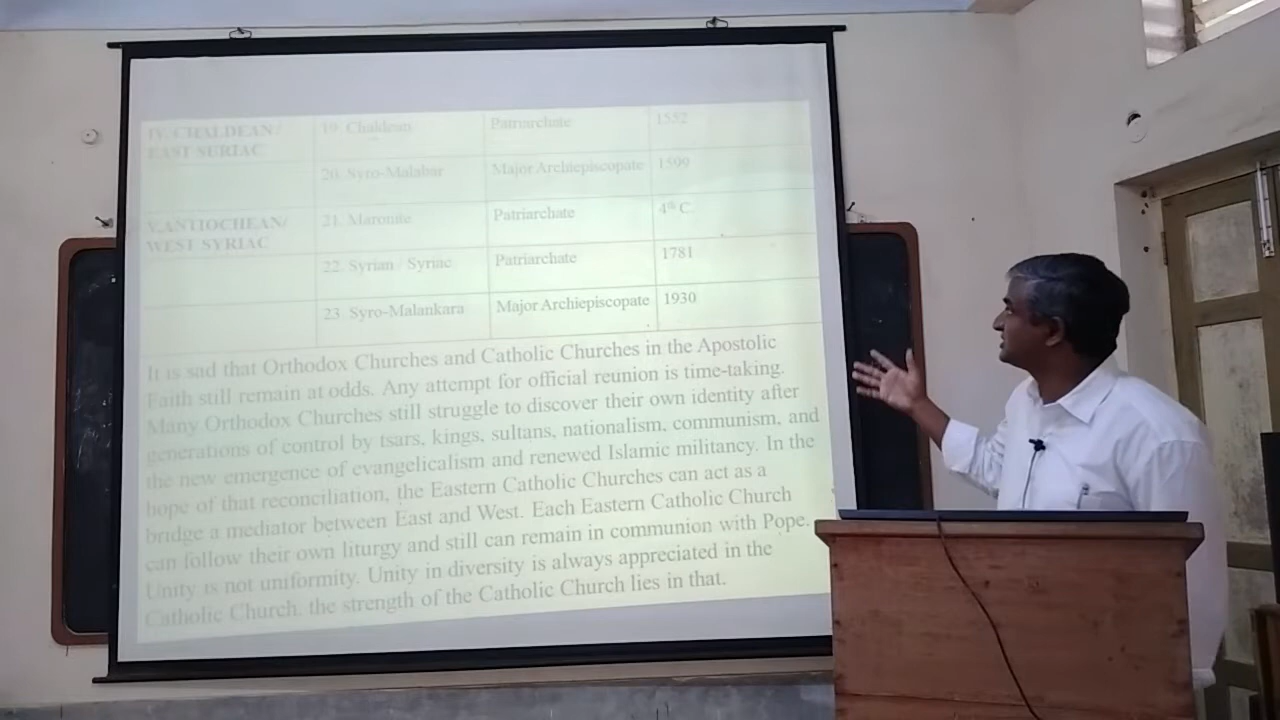 IV. CHALDEAN/ 19. Chaldean Patriarchate 1552
EAST SURIAC
20. Syro-Malabar Major Archiepiscopate 1599
V.ANTIOCHEAN/ 21. Maronite Patriarchate 4th C.
WEST SYRIAC
22. Syrian / Syriac Patriarchate 1781
23. Syro-Malankara Major Archiepiscopate 1930
It is sad that Orthodox Churches and Catholic Churches in the Apostolic
Faith still remain at odds. Any attempt for official reunion is time-taking.
Many Orthodox Churches still struggle to discover their own identity after
generations of control by tsars, kings, sultans, nationalism, communism, and
the new emergence of evangelicalism and renewed Islamic militancy. In the
hope of that reconciliation, the Eastern Catholic Churches can act as a
bridge a mediator between East and West. Each Eastern Catholic Church
can follow their own liturgy and still can remain in communion with Pope.
Unity is not uniformity. Unity in diversity is always appreciated in the
Catholic Church. the strength of the Catholic Church lies in that.